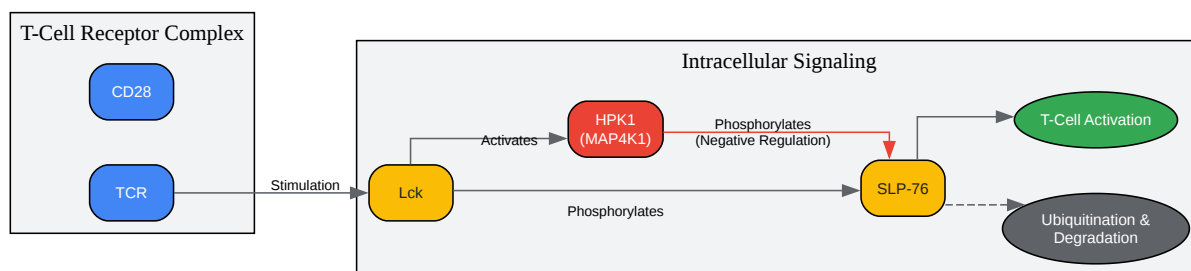 T-Cell Receptor Complex
CD28
TCR
Stimulation
Intracellular Signaling
Lck
Activates
HPK1
(MAP4K1)
Phosphorylates
(Negative Regulation)
Phosphorylates
SLP-76
T-Cell Activation
Ubiquitination &
Degradation